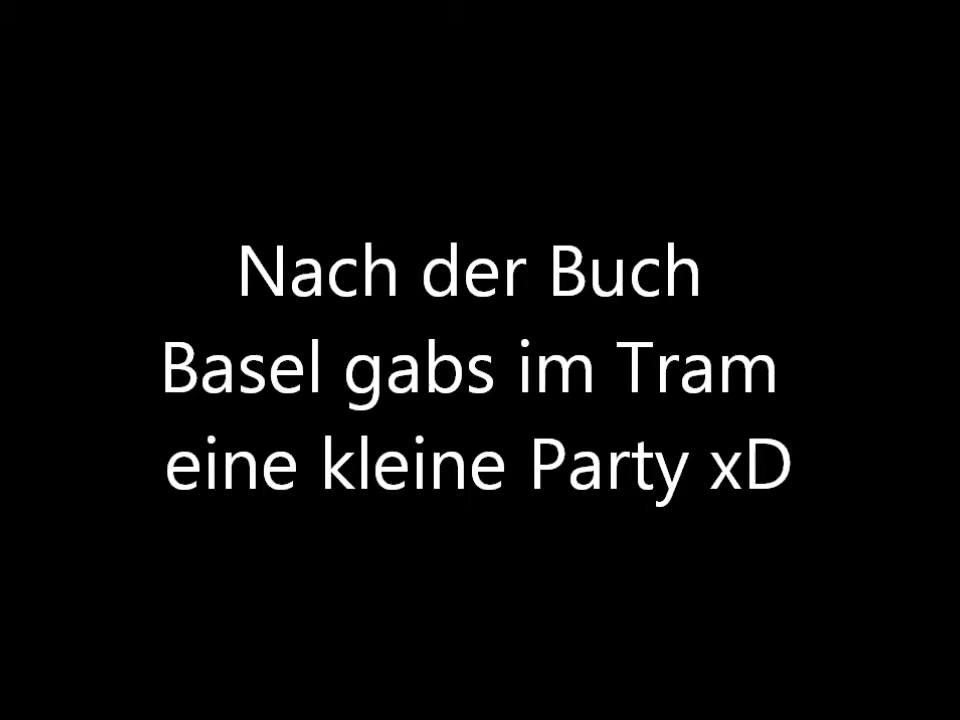 Nach der Buch
Basel gabs im Tram
eine kleine Party xD